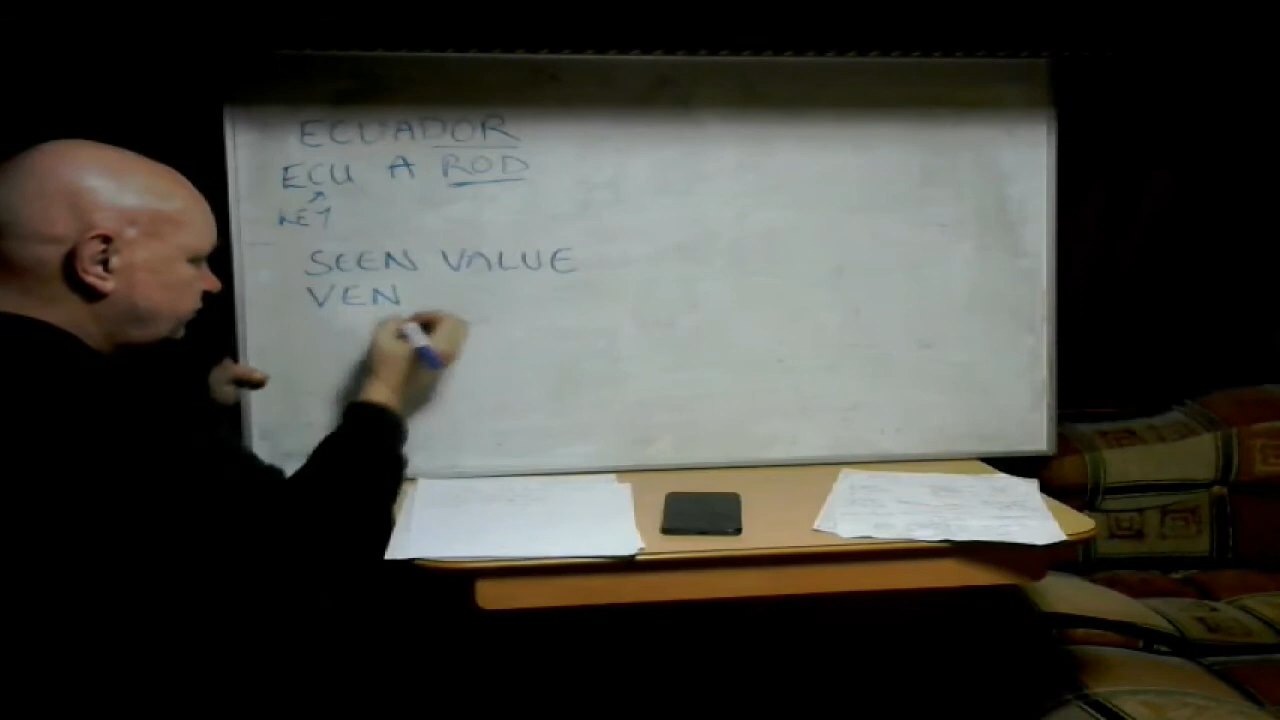 ECUADOR
ECU A ROD
KEY
SEEN VALUE
VEN